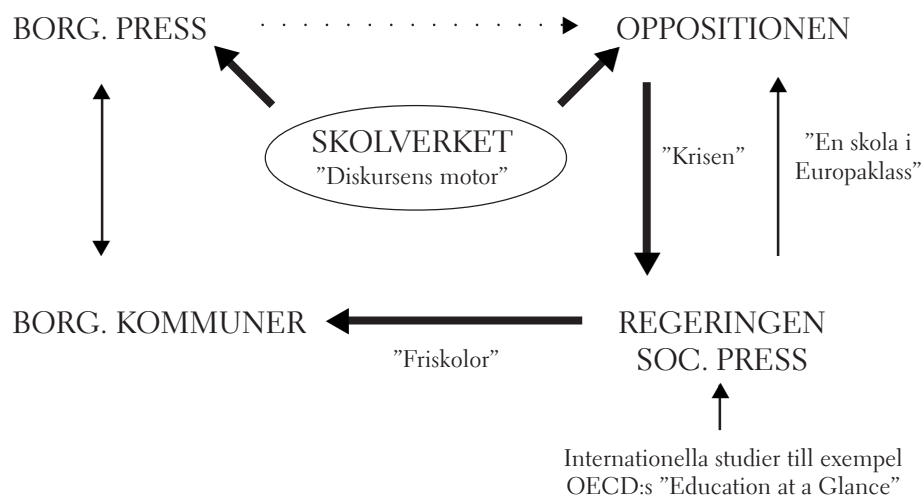 BORG. PRESS
OPPOSITIONEN
SKOLVERKET
”Diskursens motor”
”Krisen”
”En skola i
Europaklass”
BORG. KOMMUNER
”Friskolor”
REGERINGEN
SOC. PRESS
Internationella studier till exempel
OECD:s ”Education at a Glance”